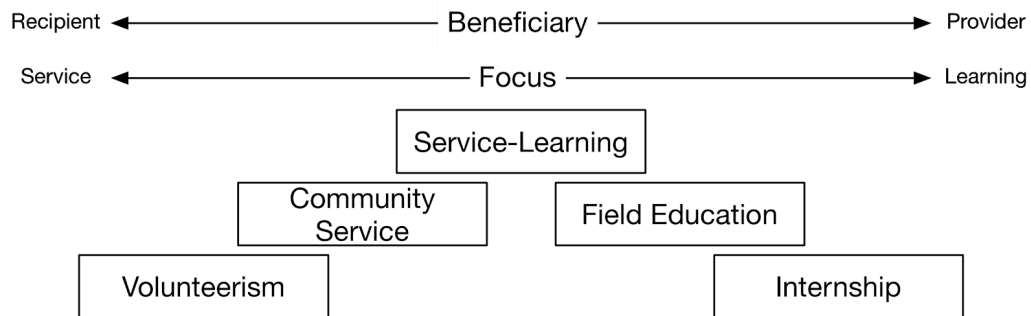 Recipient Beneficiary Provider
Service Focus Learning
Service-Learning
Community
Service
Field Education
Volunteerism Internship